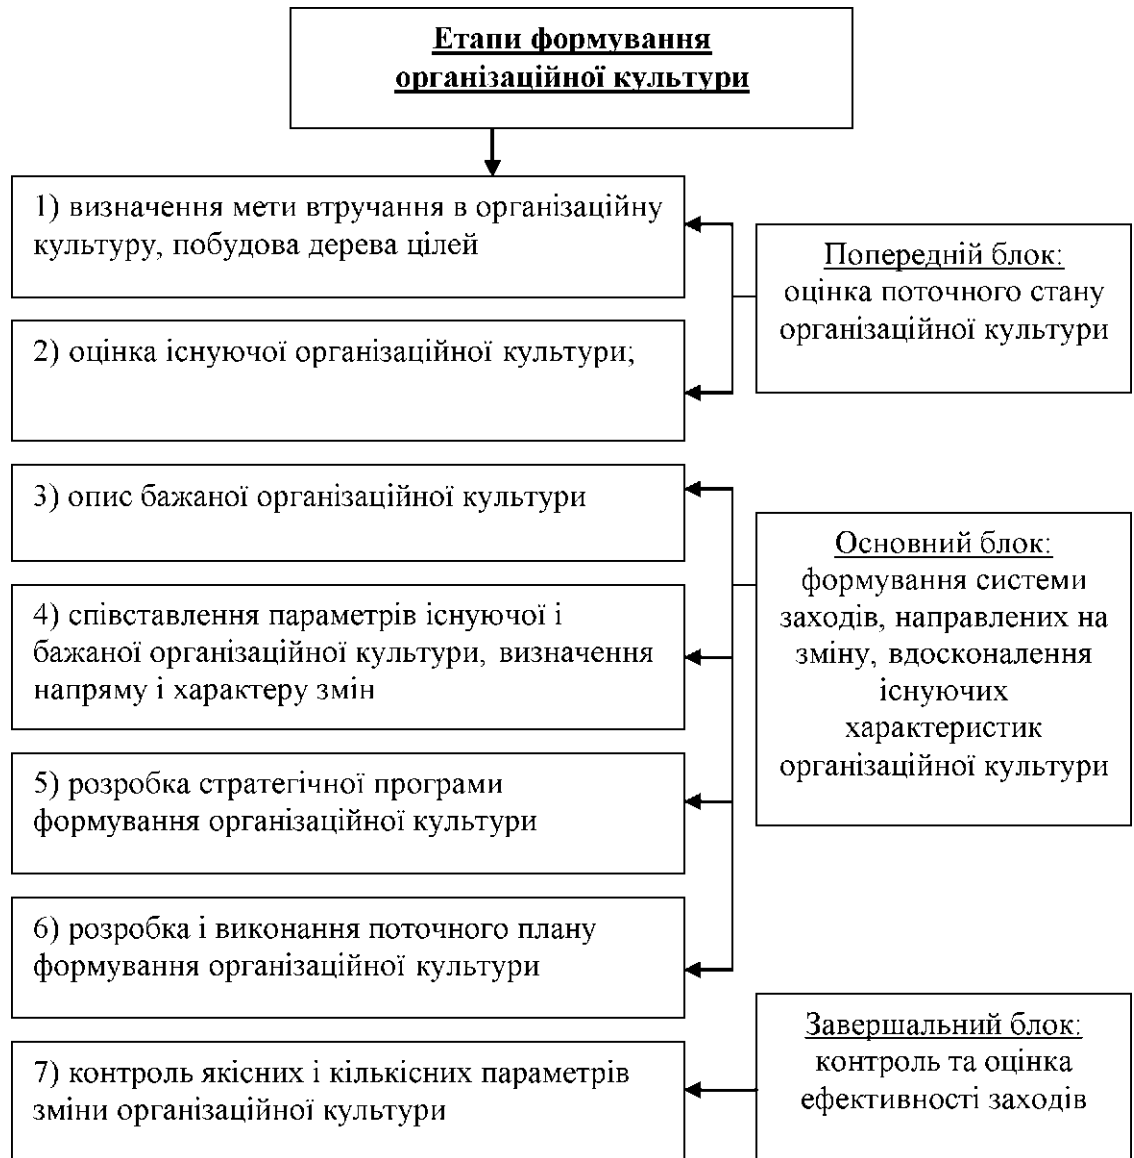 Етапи формування
організаційної культури
1) визначення мети втручання в організаційну
культуру, побудова дерева цілей
2) оцінка існуючої організаційної культури;
Попередній блок:
оцінка поточного стану
організаційної культури
3) опис бажаної організаційної культури
4) співставлення параметрів існуючої і
бажаної організаційної культури, визначення
напряму і характеру змін
5) розробка стратегічної програми
формування організаційної культури
6) розробка і виконання поточного плану
формування організаційної культури
Основний блок:
формування системи
заходів, направлених на
зміну, вдосконалення
існуючих
характеристик
організаційної культури
7) контроль якісних і кількісних параметрів
зміни організаційної культури
Завершальний блок:
контроль та оцінка
ефективності заходів